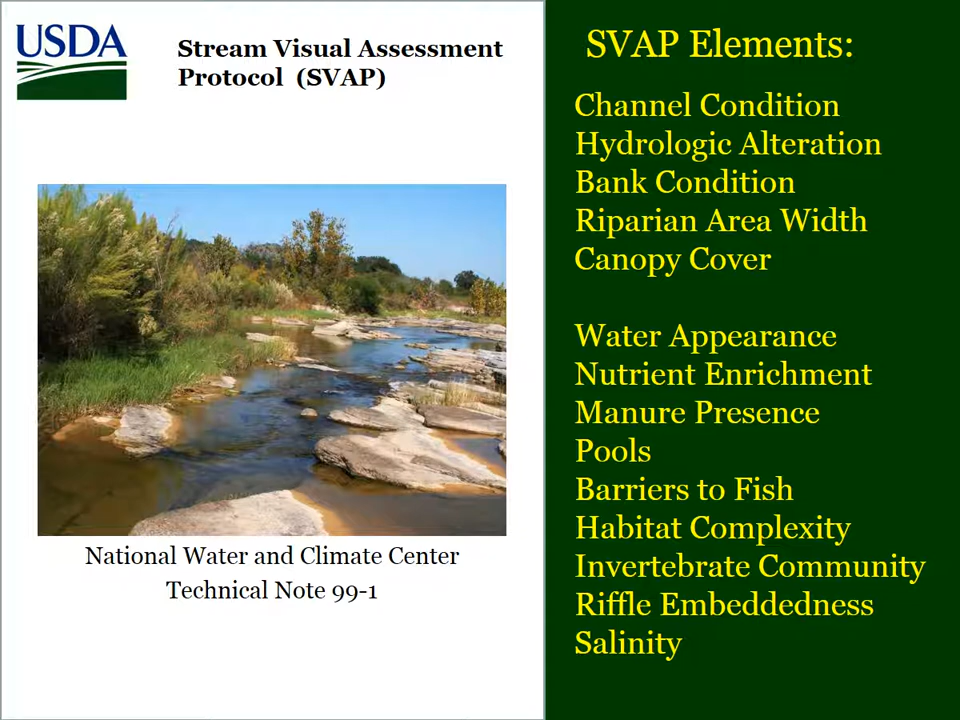 USDA
Stream Visual Assessment
Protocol (SVAP)
National Water and Climate Center
Technical Note 99-1
SVAP Elements:
Channel Condition
Hydrologic Alteration
Bank Condition
Riparian Area Width
Canopy Cover
Water Appearance
Nutrient Enrichment
Manure Presence
Pools
Barriers to Fish
Habitat Complexity
Invertebrate Community
Riffle Embeddedness
Salinity